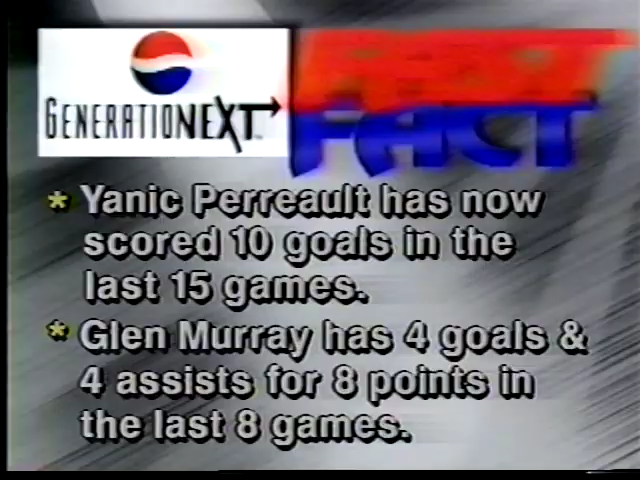 GENERATIONEXT
FAST
FACT
* Yanic Perreault has now
scored 10 goals in the
last 15 games.
* Glen Murray has 4 goals &
4 assists for 8 points in
the last 8 games.